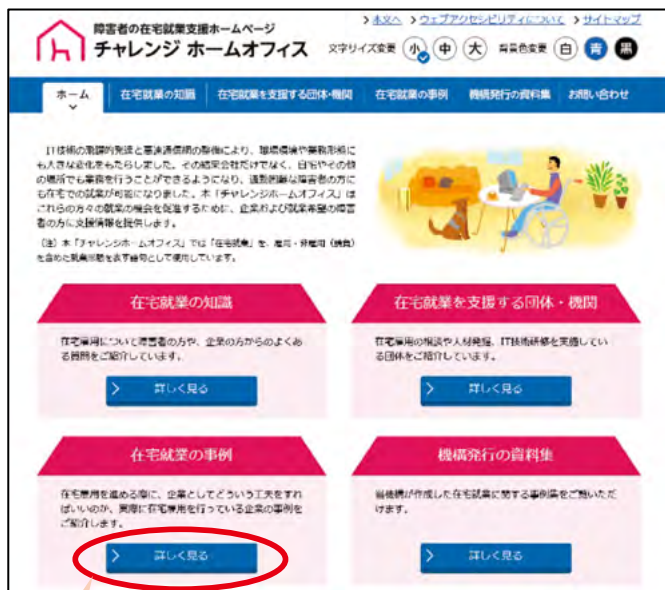 障害者の在宅就業支援ホームページ
チャレンジ ホームオフィス
> 本文へ > ウェブアクセシビリティについて > サイトマップ
文字サイズ変更 小 中 大 背景色変更 白 青 黒
ホーム 在宅就業の知識 在宅就業を支援する団体・機関 在宅就業の事例 機構発行の資料集 お問い合わせ
IT技術の飛躍的発達と高速通信網の整備により、職場環境や業務形態に
も大きな変化をもたらしました。その結果会社だけでなく、自宅やその他
の場所でも業務を行うことができるようになり、通勤困難な障害者の方に
も在宅での就業が可能になりました。本「チャレンジホームオフィス」は
これらの方々の就業の機会を促進するために、企業および就業希望の障害
者の方に支援情報を提供します。
(注)本「チャレンジホームオフィス」では「在宅就業」を、雇用・非雇用(請負)
を含めた就業形態を表す語句として使用しています。
在宅就業の知識
在宅雇用について障害者の方や、企業の方からのよくあ
る質問をご紹介しています。
> 詳しく見る
在宅就業を支援する団体・機関
在宅雇用の相談や人材発掘、IT技術研修を実施してい
る団体をご紹介しています。
> 詳しく見る
在宅就業の事例
在宅雇用を進める際に、企業としてどういう工夫をすれ
ばいいのか、実際に在宅雇用を行っている企業の事例を
ご紹介します。
> 詳しく見る
機構発行の資料集
当機構が作成した在宅就業に関する事例集をご覧いただ
けます。
> 詳しく見る